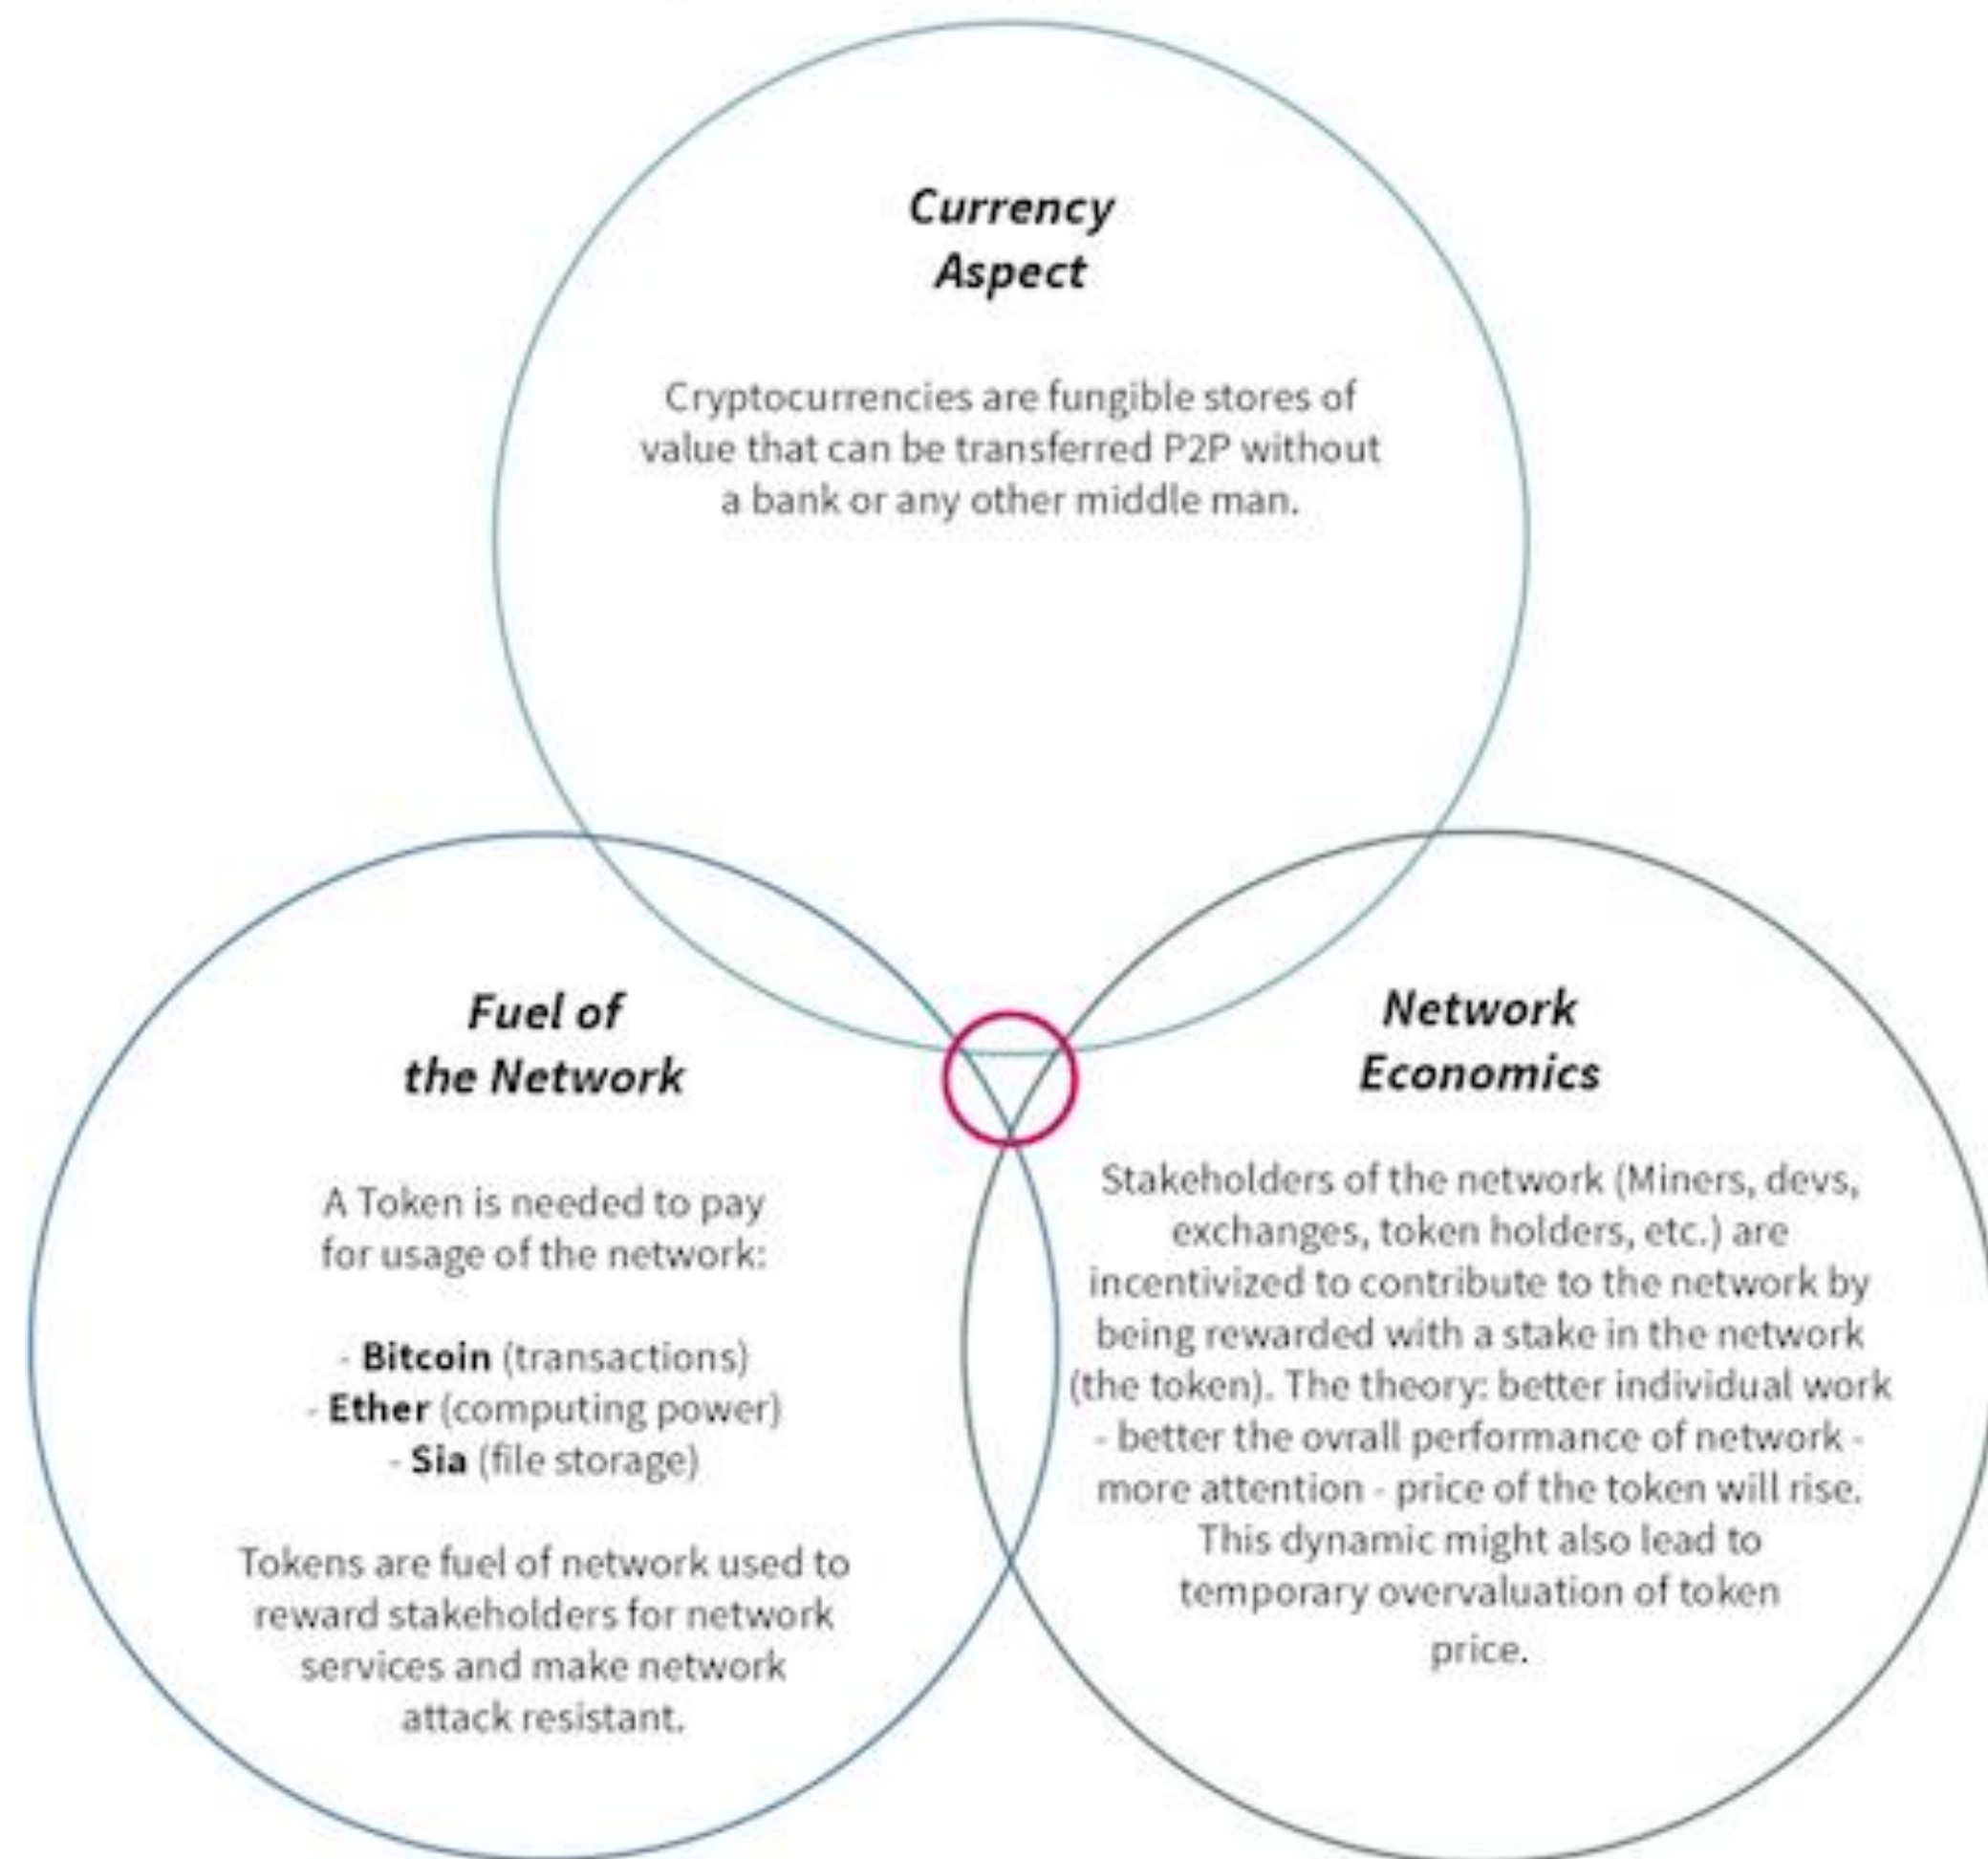 Currency
Aspect
Cryptocurrencies are fungible stores of
value that can be transferred P2P without
a bank or any other middle man.
Fuel of
the Network
A Token is needed to pay
for usage of the network:
- Bitcoin (transactions)
- Ether (computing power)
- Sia (file storage)
Tokens are fuel of network used to
reward stakeholders for network
services and make network
attack resistant.
Network
Economics
Stakeholders of the network (Miners, devs,
exchanges, token holders, etc.) are
incentivized to contribute to the network by
being rewarded with a stake in the network
(the token). The theory: better individual work
- better the ovrall performance of network -
more attention - price of the token will rise.
This dynamic might also lead to
temporary overvaluation of token
price.